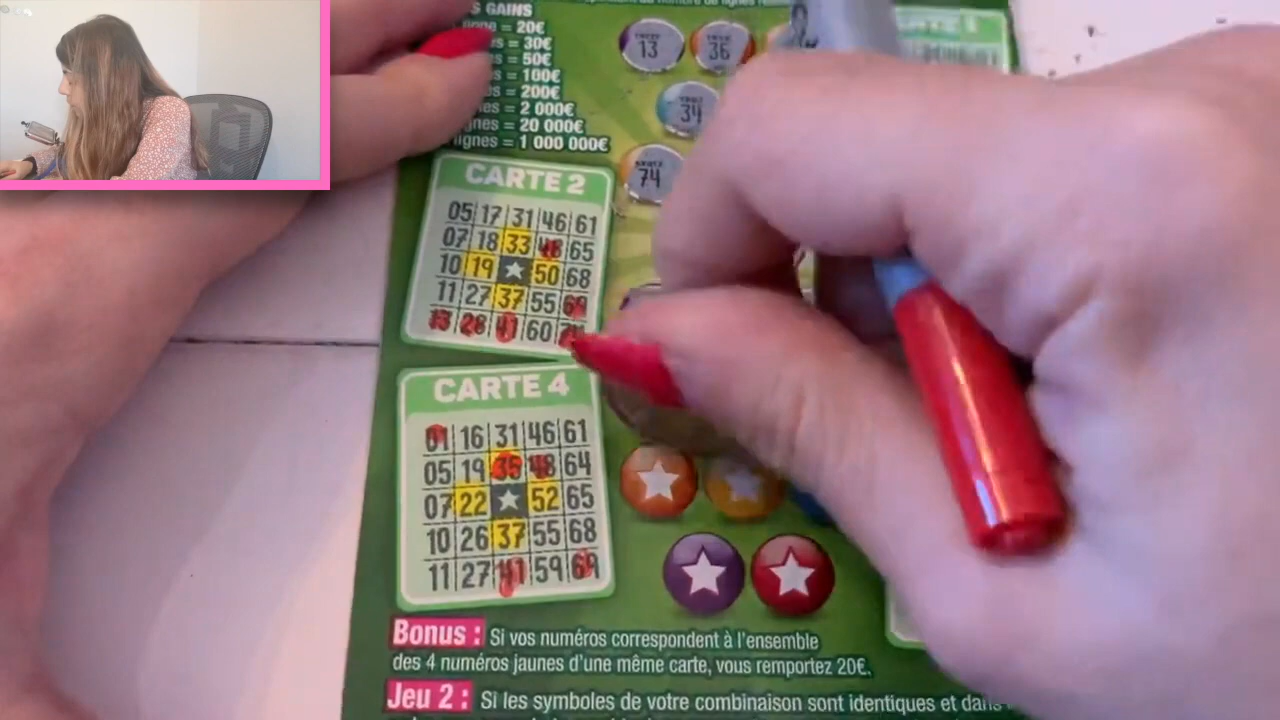 GAINS
= 20€
= 30€
= 50€
= 100€
= 200€
= 2 000€
= 20 000€
lignes = 1 000 000€
13 36
34
74
CARTE 2
05 17 31 46 61
07 18 33 48 65
10 19 50 68
11 27 37 55 69
13 28 41 60 74
CARTE 4
01 16 31 46 61
05 19 35 48 64
07 22 52 65
10 26 37 55 68
11 27 41 59 69
Bonus : Si vos numéros correspondent à l'ensemble
des 4 numéros jaunes d'une même carte, vous remportez 20€.
Jeu 2 : Si les symboles de votre combinaison sont identiques et dans